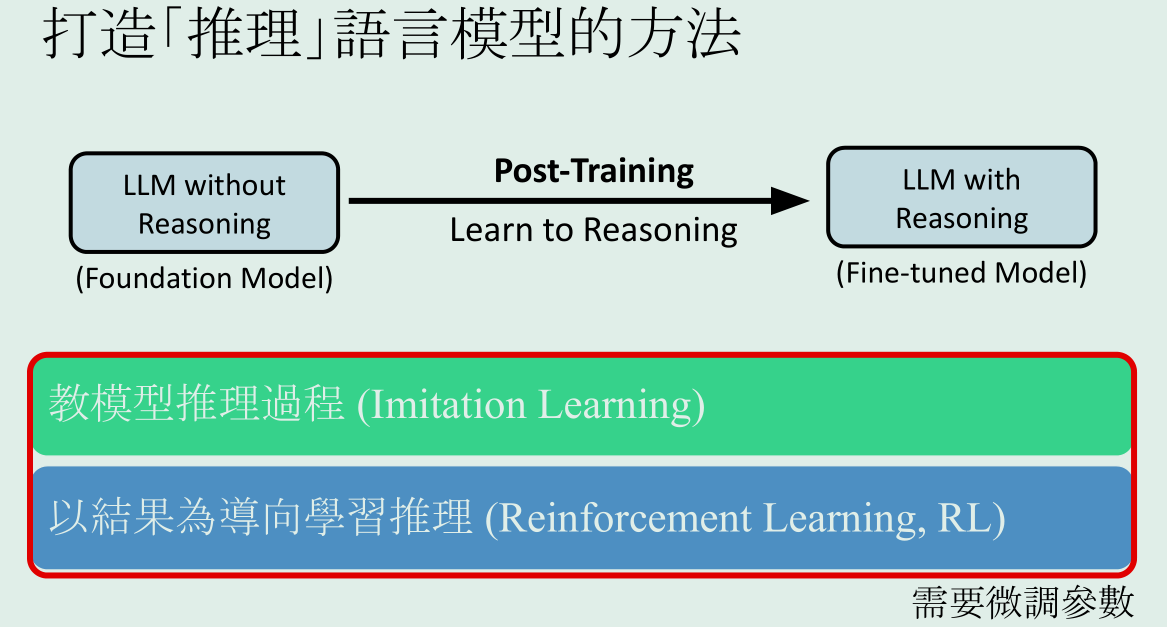 打造「推理」語言模型的方法
LLM without
Reasoning
(Foundation Model)
Post-Training
Learn to Reasoning
LLM with
Reasoning
(Fine-tuned Model)
教模型推理過程 (Imitation Learning)
以結果為導向學習推理 (Reinforcement Learning, RL)
需要微調參數